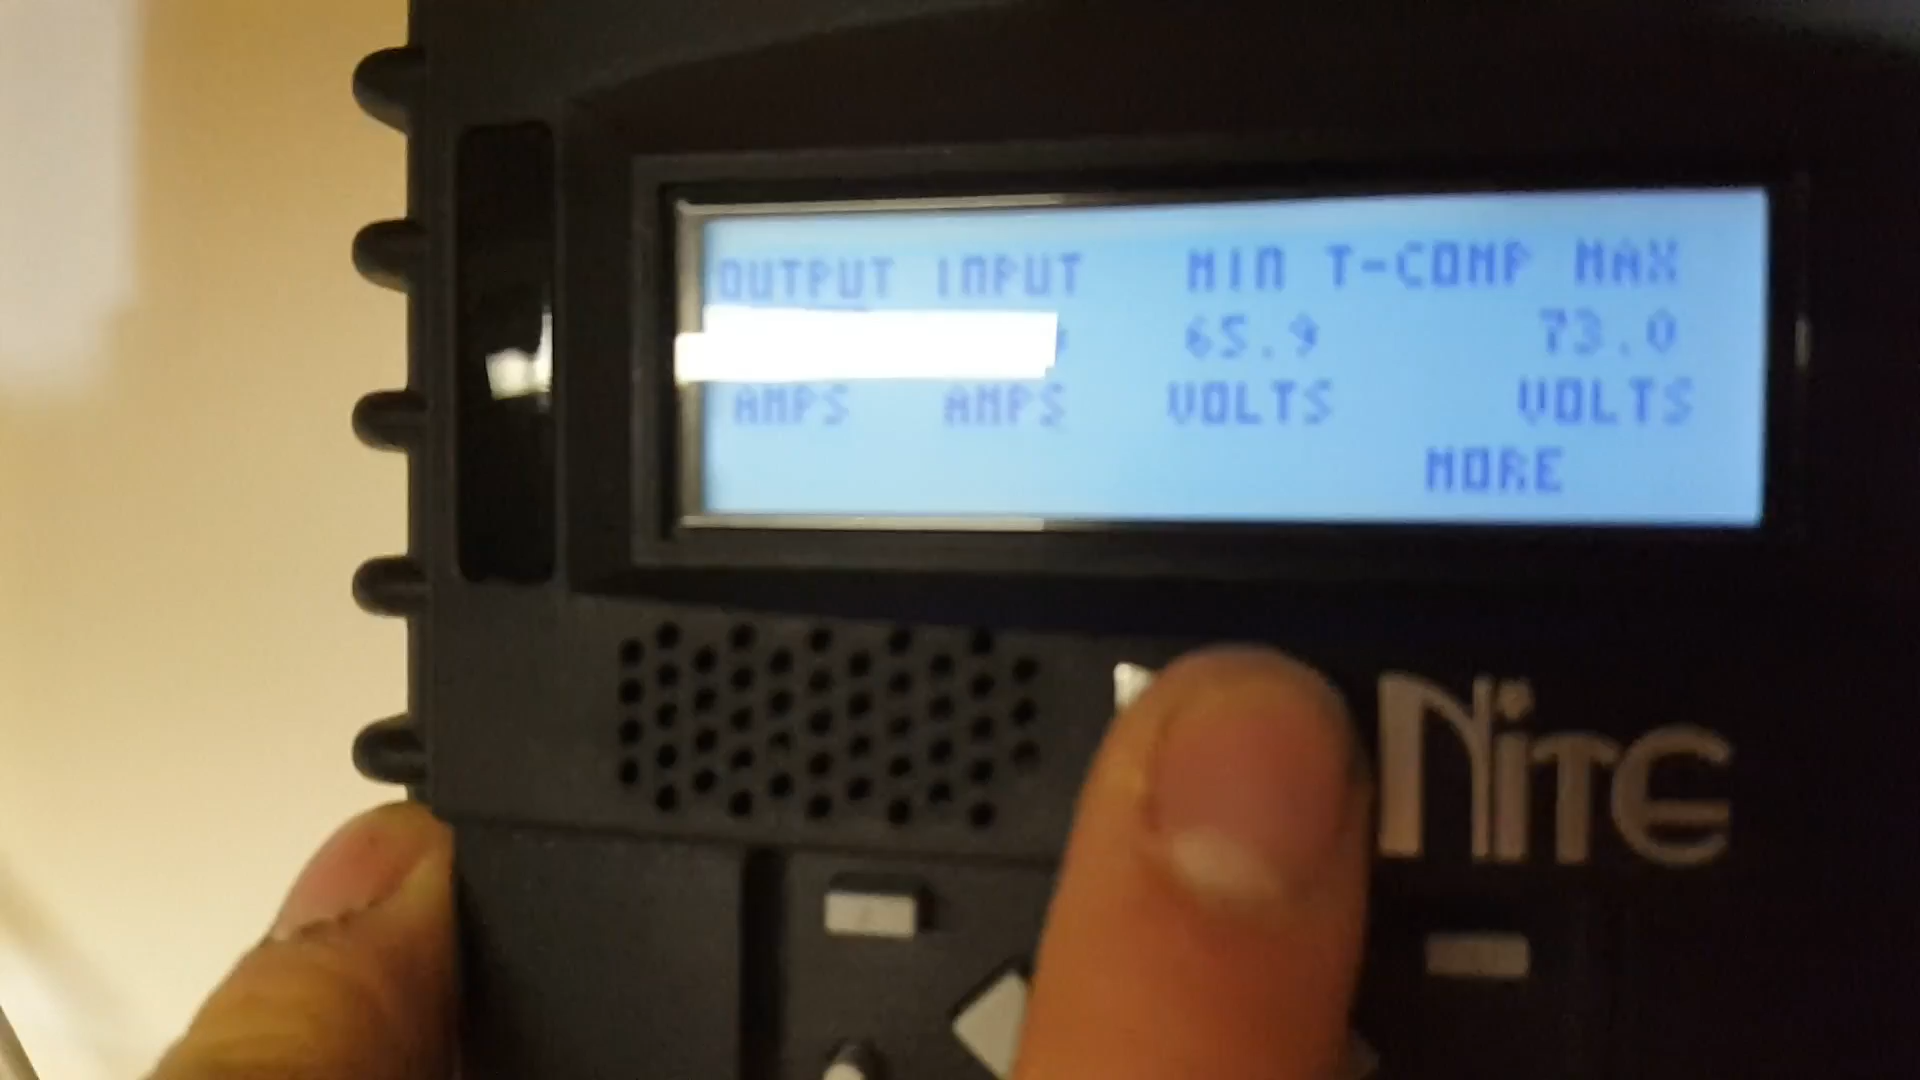 OUTPUT INPUT MIN T-COMP MAX
65.9 73.0
AMPS AMPS VOLTS VOLTS
MORE
NITE